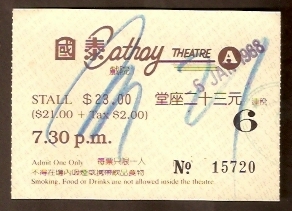 國泰 Cathay THEATRE A
戲院
5 JAN 1988
STALL $23.00 堂座二十三元
($21.00 + Tax $2.00)
7.30 p.m. 6
Admit One Only 每票只限一人
No 15720
Smoking, Food or Drinks are not allowed inside the theatre.